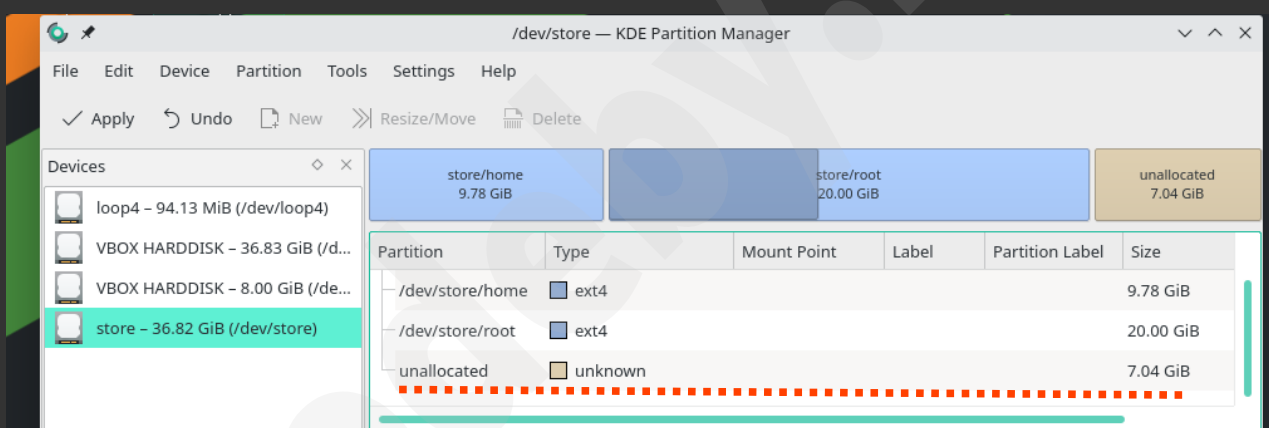 /dev/store — KDE Partition Manager
File Edit Device Partition Tools Settings Help
Apply Undo New Resize/Move Delete
Devices
loop4 – 94.13 MiB (/dev/loop4)
VBOX HARDDISK – 36.83 GiB (/d...
VBOX HARDDISK – 8.00 GiB (/de...
store – 36.82 GiB (/dev/store)
store/home
9.78 GiB
store/root
20.00 GiB
unallocated
7.04 GiB
Partition Type Mount Point Label Partition Label Size
/dev/store/home ext4 9.78 GiB
/dev/store/root ext4 20.00 GiB
unallocated unknown 7.04 GiB